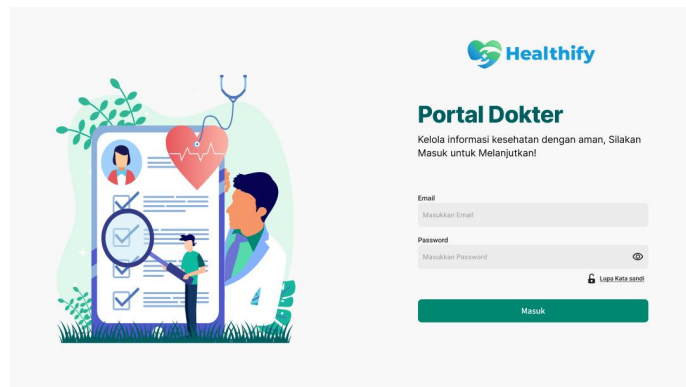 Healthify
Portal Dokter
Kelola informasi kesehatan dengan aman, Silakan
Masuk untuk Melanjutkan!
Email
Masukkan Email
Password
Masukkan Password
Lupa Kata sandi
Masuk